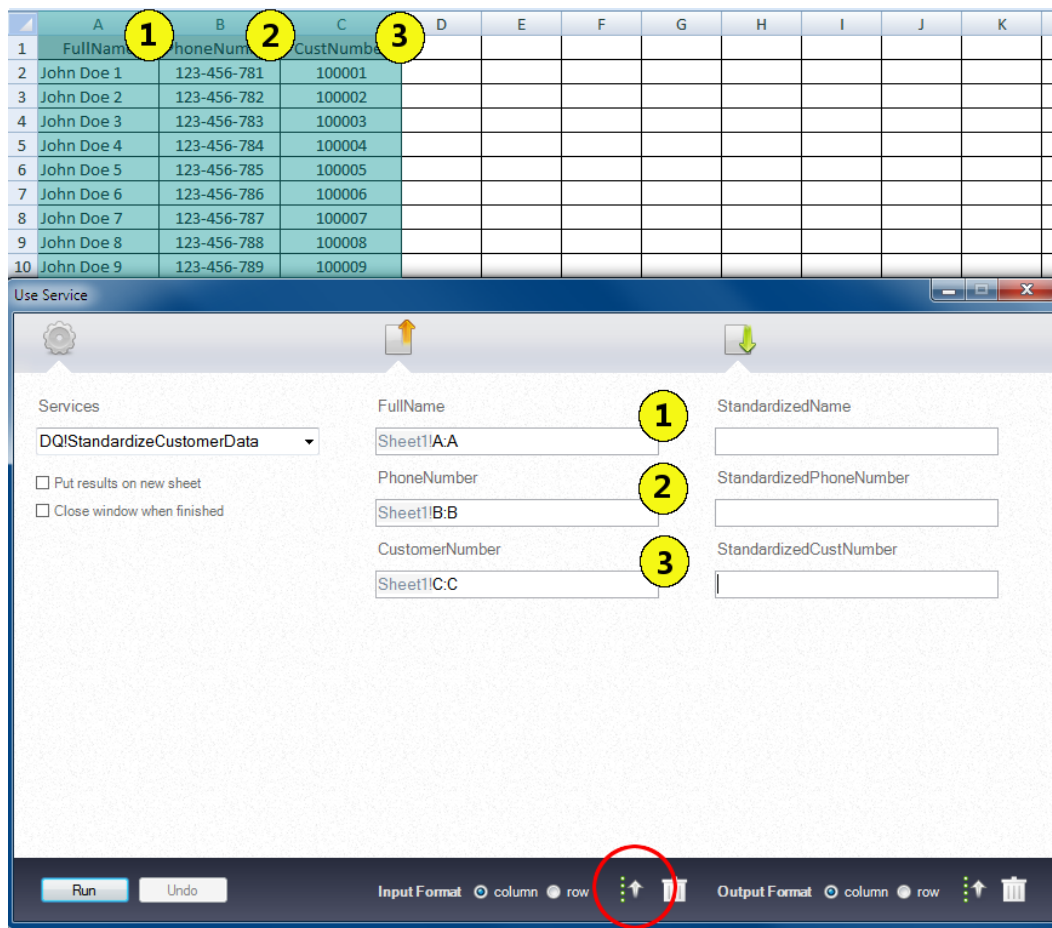 A B C D E F G H I J K
1 2 3
1 FullName PhoneNum CustNumbe
2 John Doe 1 123-456-781 100001
3 John Doe 2 123-456-782 100002
4 John Doe 3 123-456-783 100003
5 John Doe 4 123-456-784 100004
6 John Doe 5 123-456-785 100005
7 John Doe 6 123-456-786 100006
8 John Doe 7 123-456-787 100007
9 John Doe 8 123-456-788 100008
10 John Doe 9 123-456-789 100009
Use Service
Services FullName 1 StandardizedName
DQ!StandardizeCustomerData Sheet1!A:A
Put results on new sheet PhoneNumber 2 StandardizedPhoneNumber
Close window when finished Sheet1!B:B
CustomerNumber 3 StandardizedCustNumber
Sheet1!C:C
Run Undo Input Format column row Output Format column row